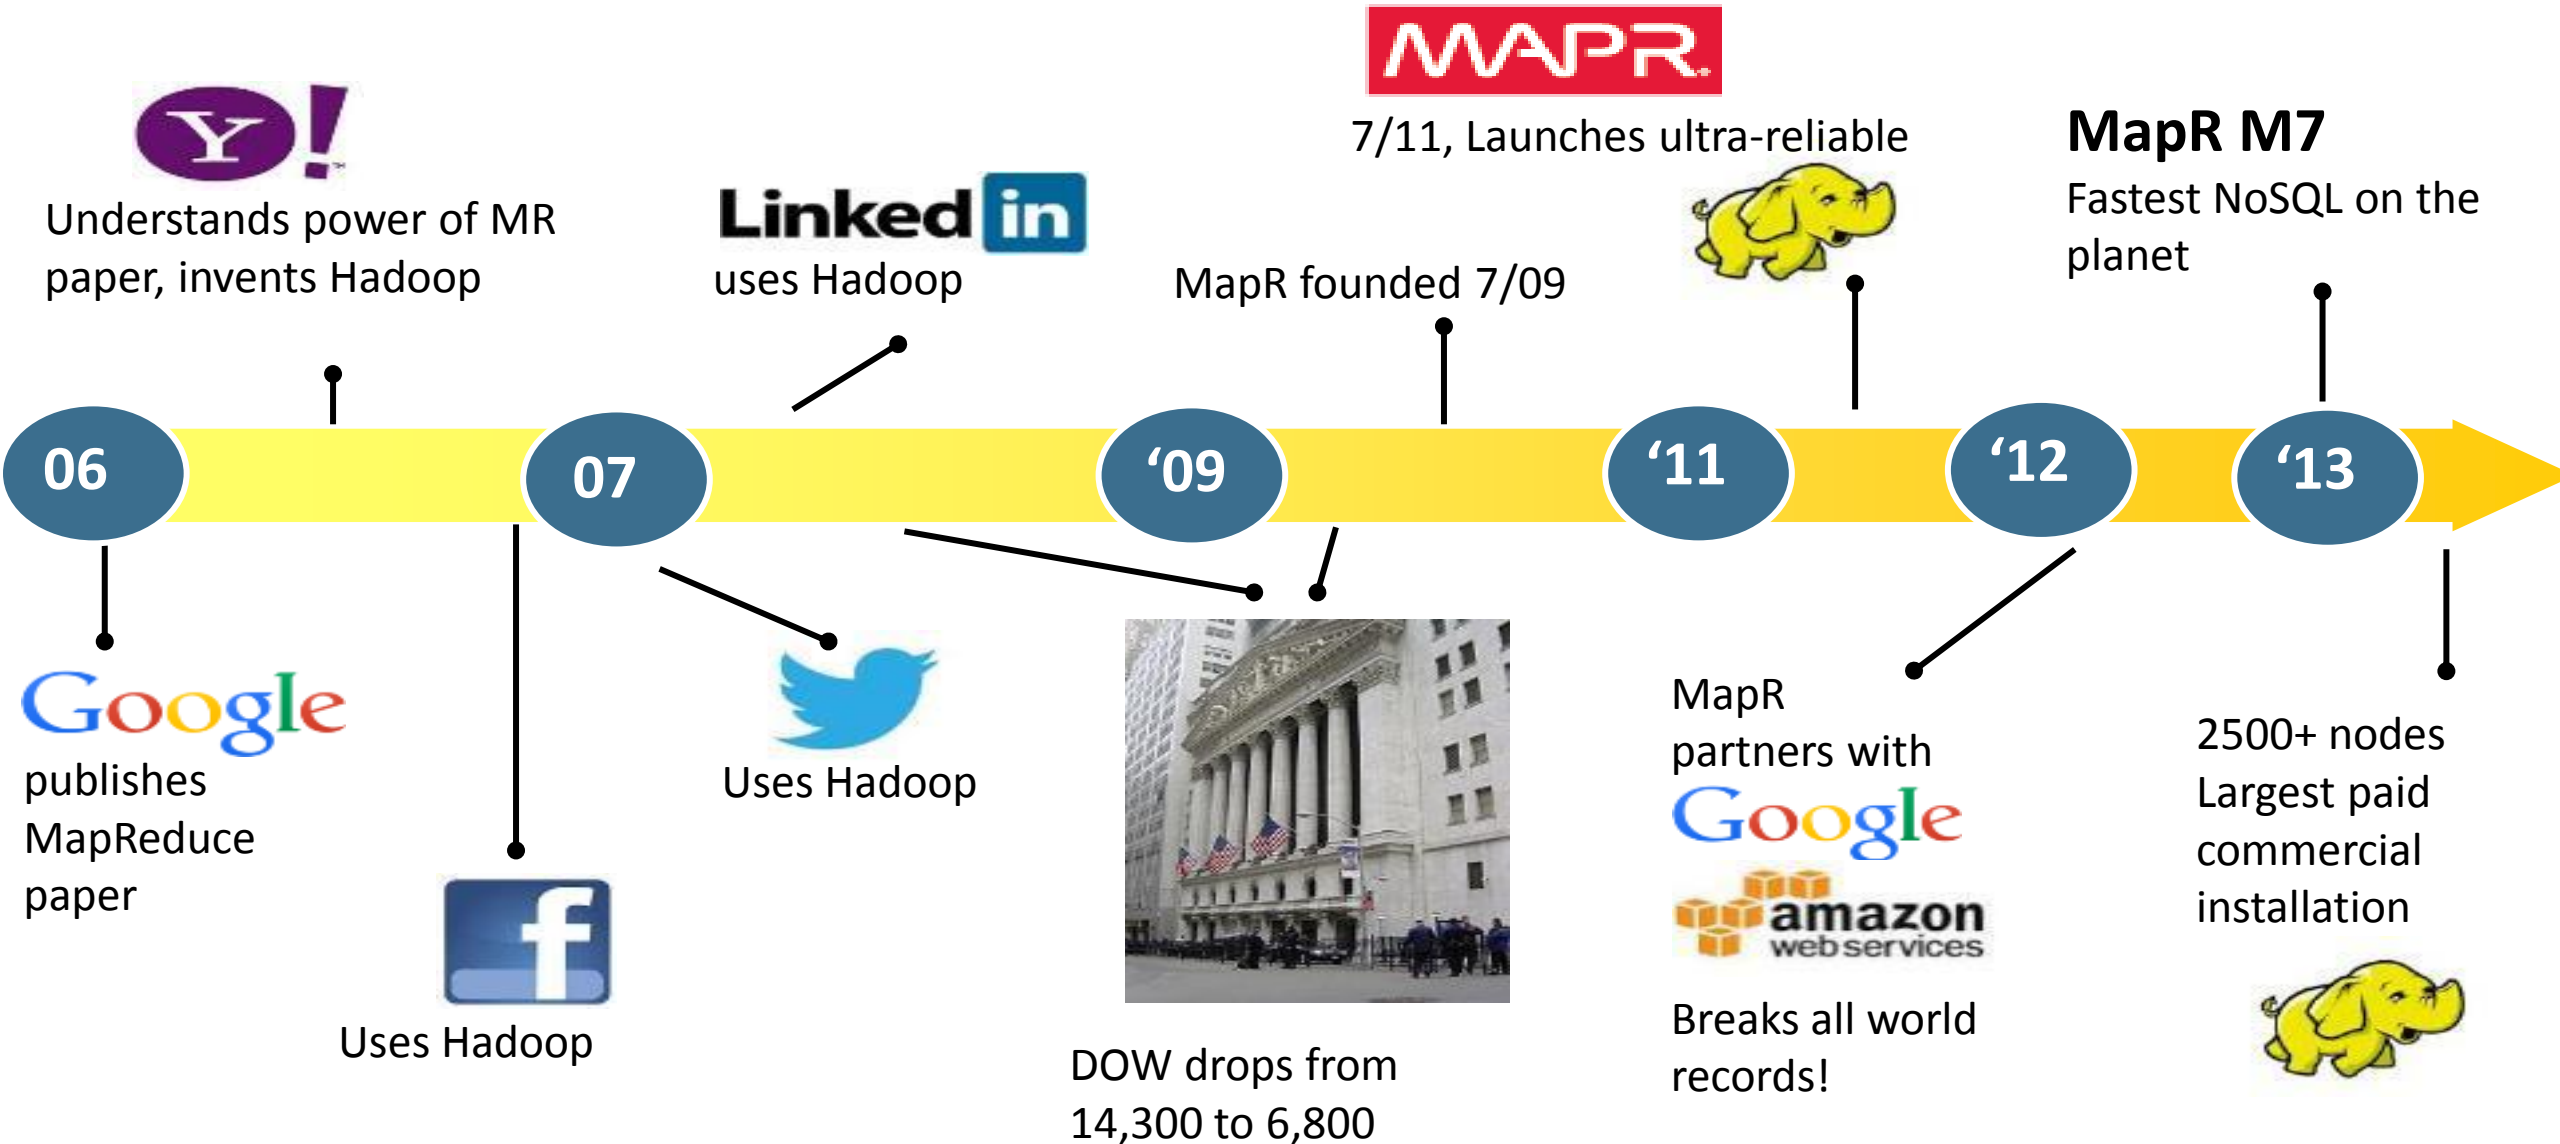 MAPR.
7/11, Launches ultra-reliable
MapR M7
Fastest NoSQL on the
planet
Y!
™
Understands power of MR
paper, invents Hadoop
Linked in
uses Hadoop
MapR founded 7/09
06
07
‘09
‘11
‘12
‘13
Google
publishes
MapReduce
paper
f
Uses Hadoop
Uses Hadoop
DOW drops from
14,300 to 6,800
MapR
partners with
Google
amazon
web services
Breaks all world
records!
2500+ nodes
Largest paid
commercial
installation